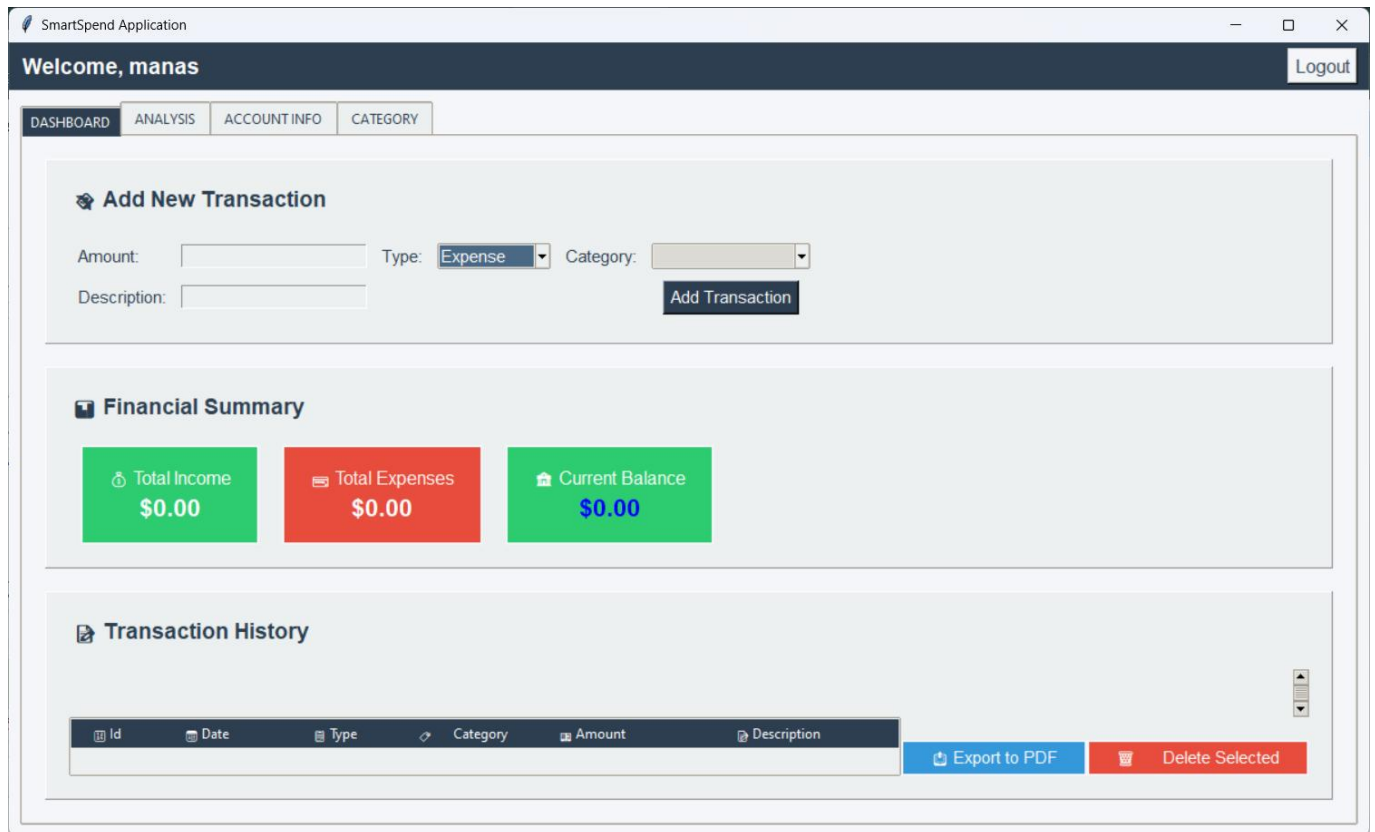 SmartSpend Application
Welcome, manas
Logout
DASHBOARD ANALYSIS ACCOUNT INFO CATEGORY
Add New Transaction
Amount: Type: Expense Category:
Description: Add Transaction
Financial Summary
Total Income Total Expenses Current Balance
$0.00 $0.00 $0.00
Transaction History
Id Date Type Category Amount Description
Export to PDF Delete Selected